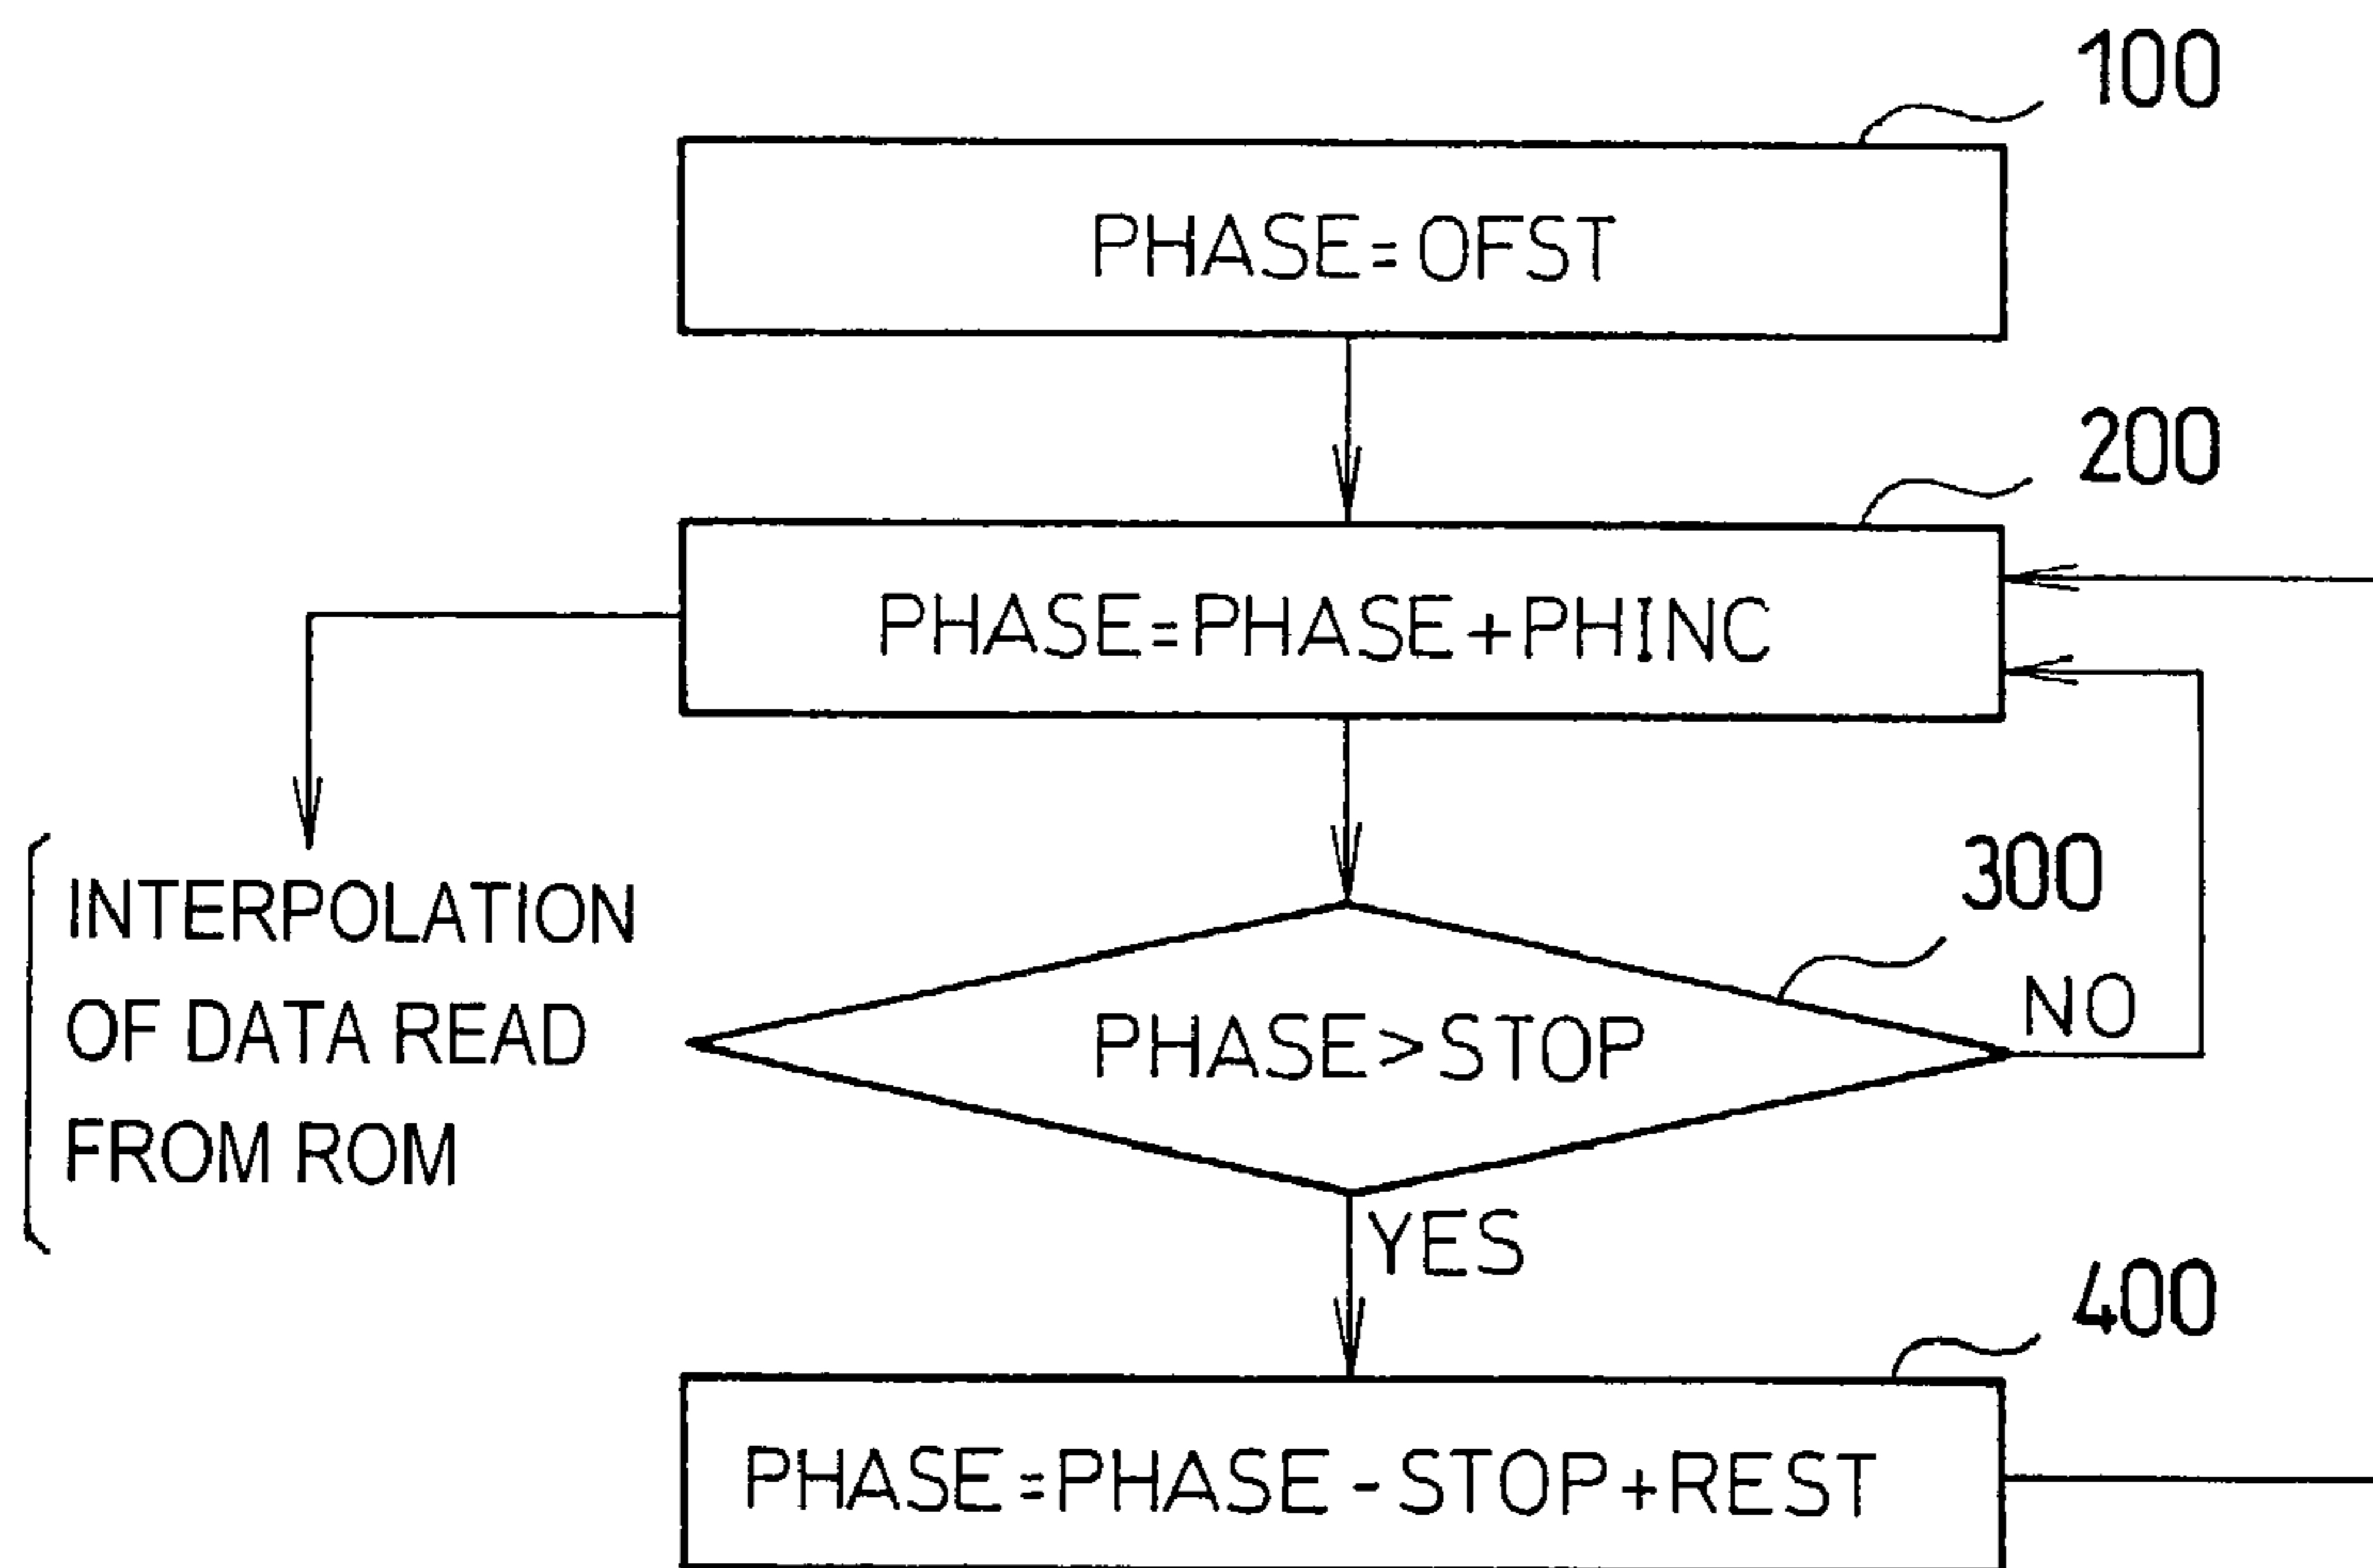 100
PHASE=OFST
200
PHASE=PHASE+PHINC
300
INTERPOLATION
OF DATA READ
FROM ROM
PHASE>STOP
NO
YES
400
PHASE=PHASE-STOP+REST